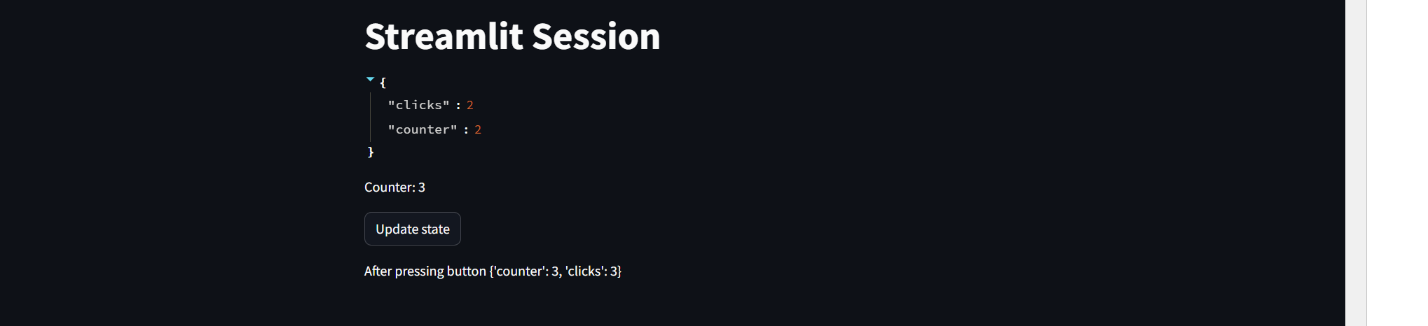 Streamlit Session
{
"clicks" : 2
"counter" : 2
}
Counter: 3
Update state
After pressing button {'counter': 3, 'clicks': 3}